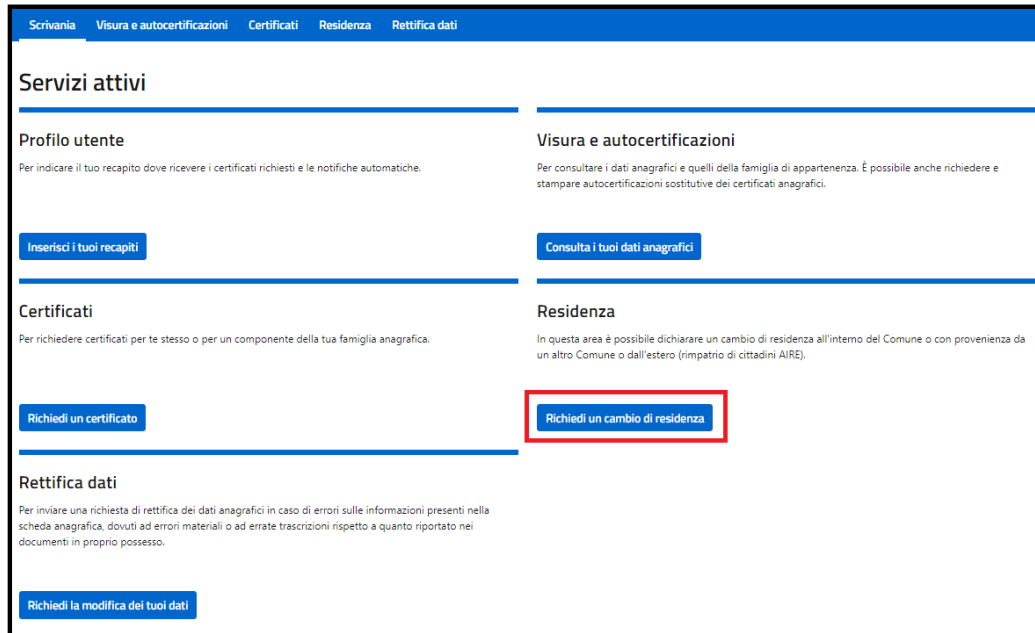 Scrivania Visura e autocertificazioni Certificati Residenza Rettifica dati
Servizi attivi
Profilo utente
Per indicare il tuo recapito dove ricevere i certificati richiesti e le notifiche automatiche.
Inserisci i tuoi recapiti
Visura e autocertificazioni
Per consultare i dati anagrafici e quelli della famiglia di appartenenza. È possibile anche richiedere e
stampare autocertificazioni sostitutive dei certificati anagrafici.
Consulta i tuoi dati anagrafici
Certificati
Per richiedere certificati per te stesso o per un componente della tua famiglia anagrafica.
Richiedi un certificato
Residenza
In questa area è possibile dichiarare un cambio di residenza all'interno del Comune o con provenienza da
un altro Comune o dall'estero (rimpatrio di cittadini AIRE).
Richiedi un cambio di residenza
Rettifica dati
Per inviare una richiesta di rettifica dei dati anagrafici in caso di errori sulle informazioni presenti nella
scheda anagrafica, dovuti ad errori materiali o ad errate trascrizioni rispetto a quanto riportato nei
documenti in proprio possesso.
Richiedi la modifica dei tuoi dati